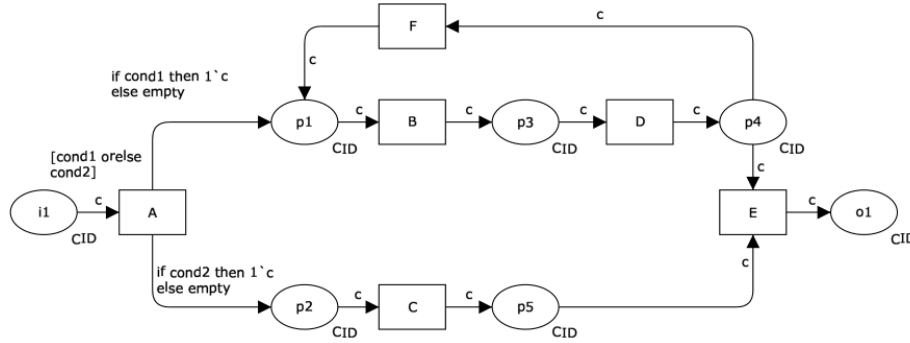 c
F
c
if cond1 then 1`c
else empty
p1
c
B
c
p3
c
D
c
p4
CID
CID
CID
[cond1 orelse
cond2]
c
i1
c
A
E
c
o1
CID
CID
if cond2 then 1`c
else empty
c
p2
c
C
c
p5
CID
CID